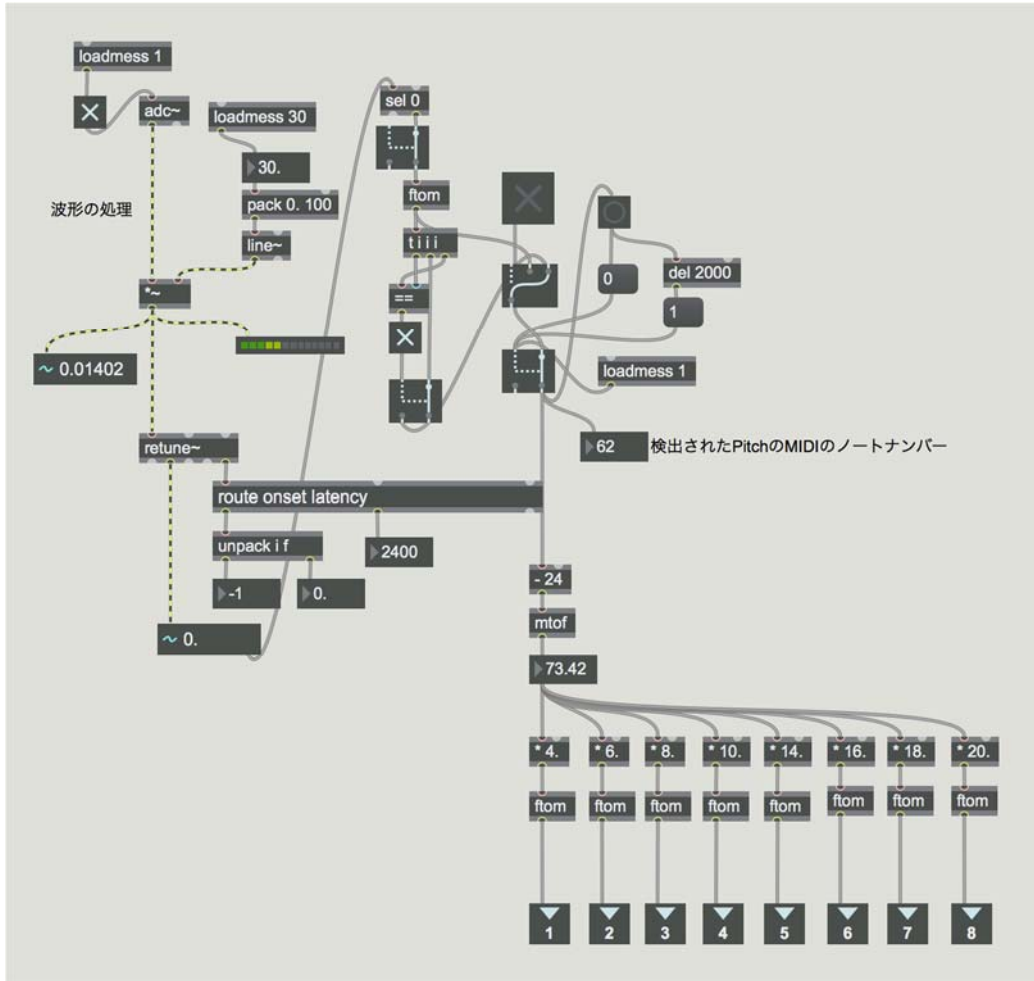 loadmess 1
adc~
loadmess 30
30.
波形の処理
pack 0. 100
line~
*~
0.01402
sel 0
ftom
t i i i
==
0
del 2000
1
loadmess 1
62
検出されたPitchのMIDIのノートナンバー
retune~
route onset latency
unpack i f
2400
-1
0.
~ 0.
- 24
mtof
73.42
* 4.
* 6.
* 8.
* 10.
* 14.
* 16.
* 18.
* 20.
ftom
ftom
ftom
ftom
ftom
ftom
ftom
ftom
1
2
3
4
5
6
7
8